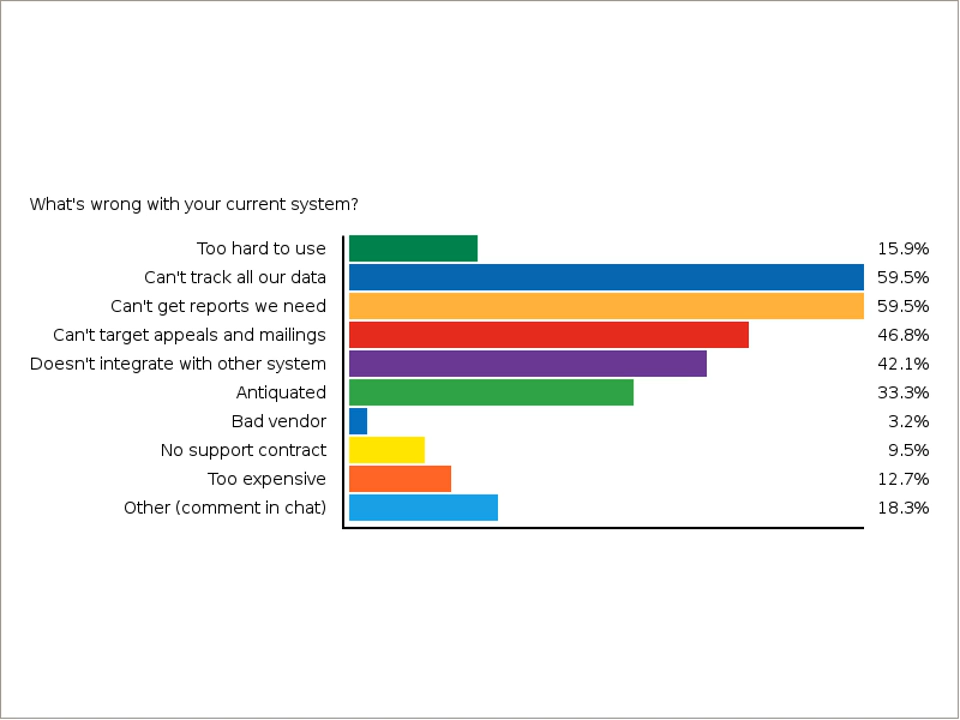 What's wrong with your current system?
Too hard to use 15.9%
Can't track all our data 59.5%
Can't get reports we need 59.5%
Can't target appeals and mailings 46.8%
Doesn't integrate with other system 42.1%
Antiquated 33.3%
Bad vendor 3.2%
No support contract 9.5%
Too expensive 12.7%
Other (comment in chat) 18.3%